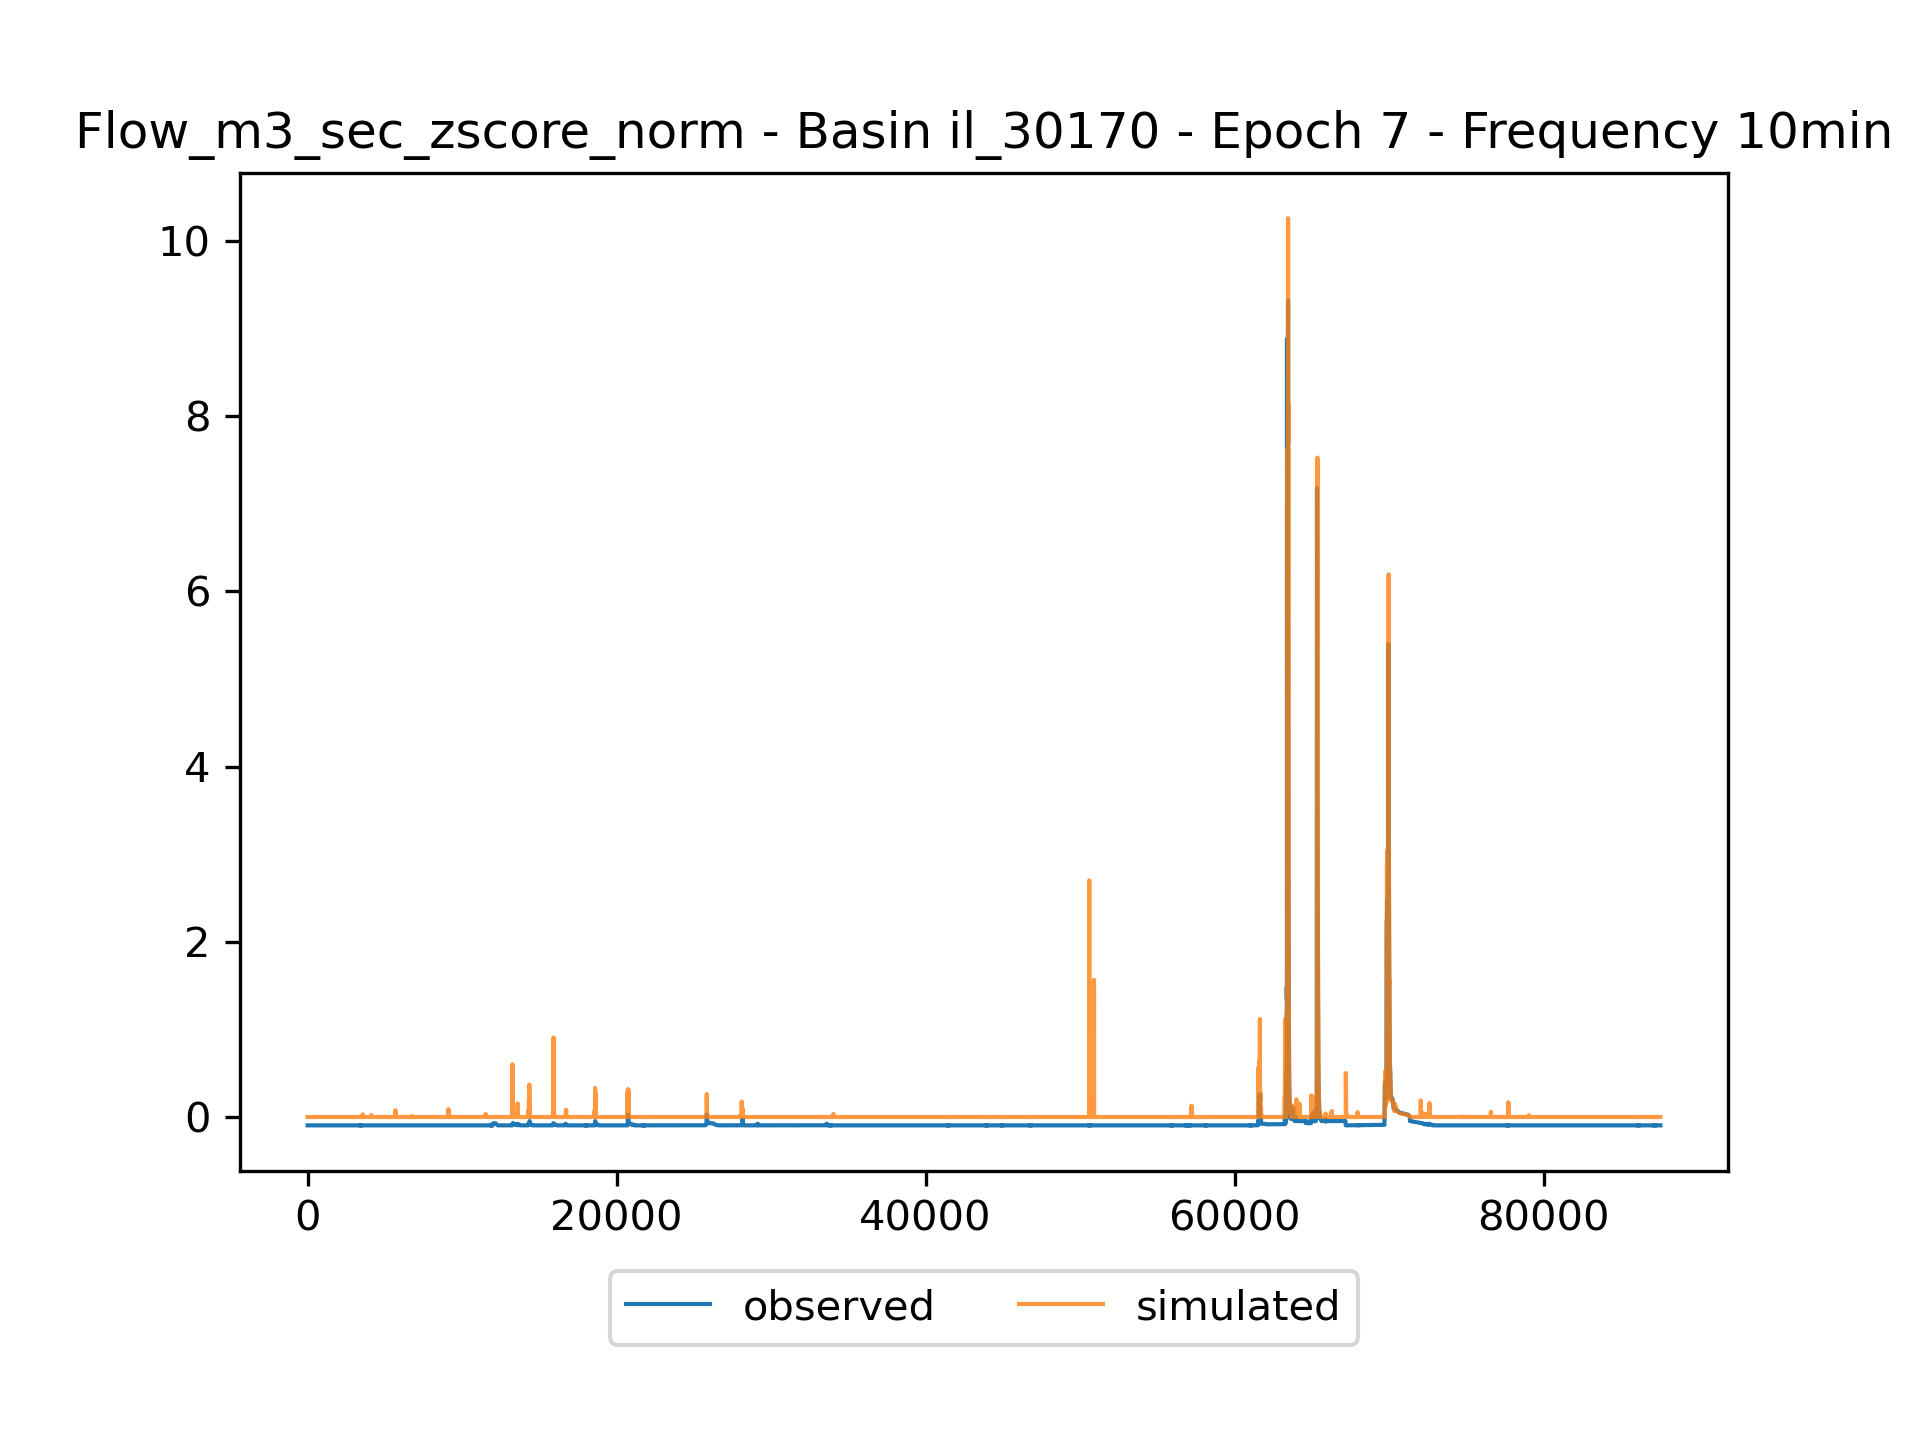 Flow_m3_sec_zscore_norm - Basin il_30170 - Epoch 7 - Frequency 10min
10
8
6
4
2
0
0 20000 40000 60000 80000
observed simulated